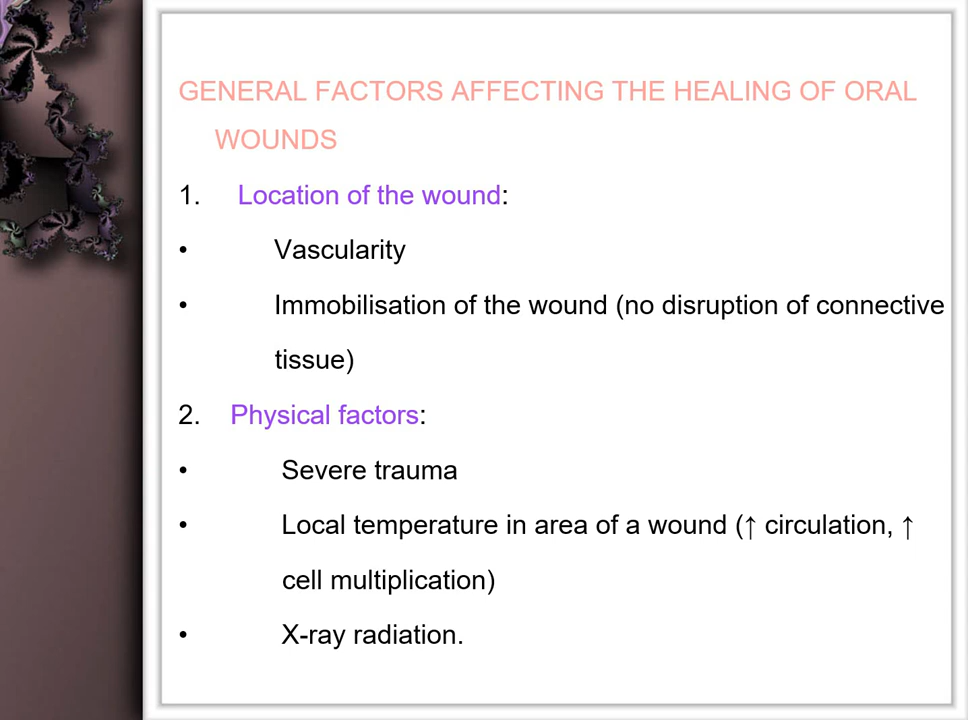 GENERAL FACTORS AFFECTING THE HEALING OF ORAL
WOUNDS
1. Location of the wound:
• Vascularity
• Immobilisation of the wound (no disruption of connective
tissue)
2. Physical factors:
• Severe trauma
• Local temperature in area of a wound (↑ circulation, ↑
cell multiplication)
• X-ray radiation.